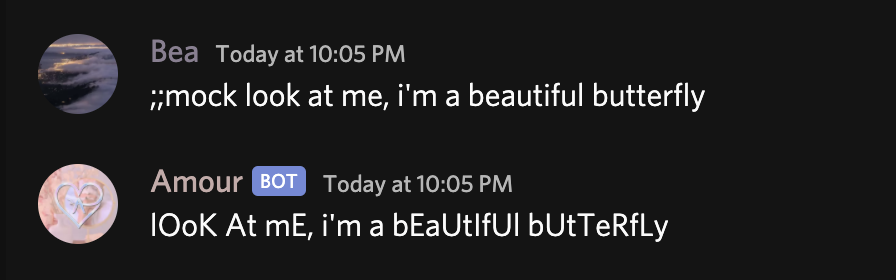 Bea Today at 10:05 PM
;;mock look at me, i'm a beautiful butterfly
Amour BOT Today at 10:05 PM
lOoK At mE, i'm a bEaUtIfUl bUtTeRfLy